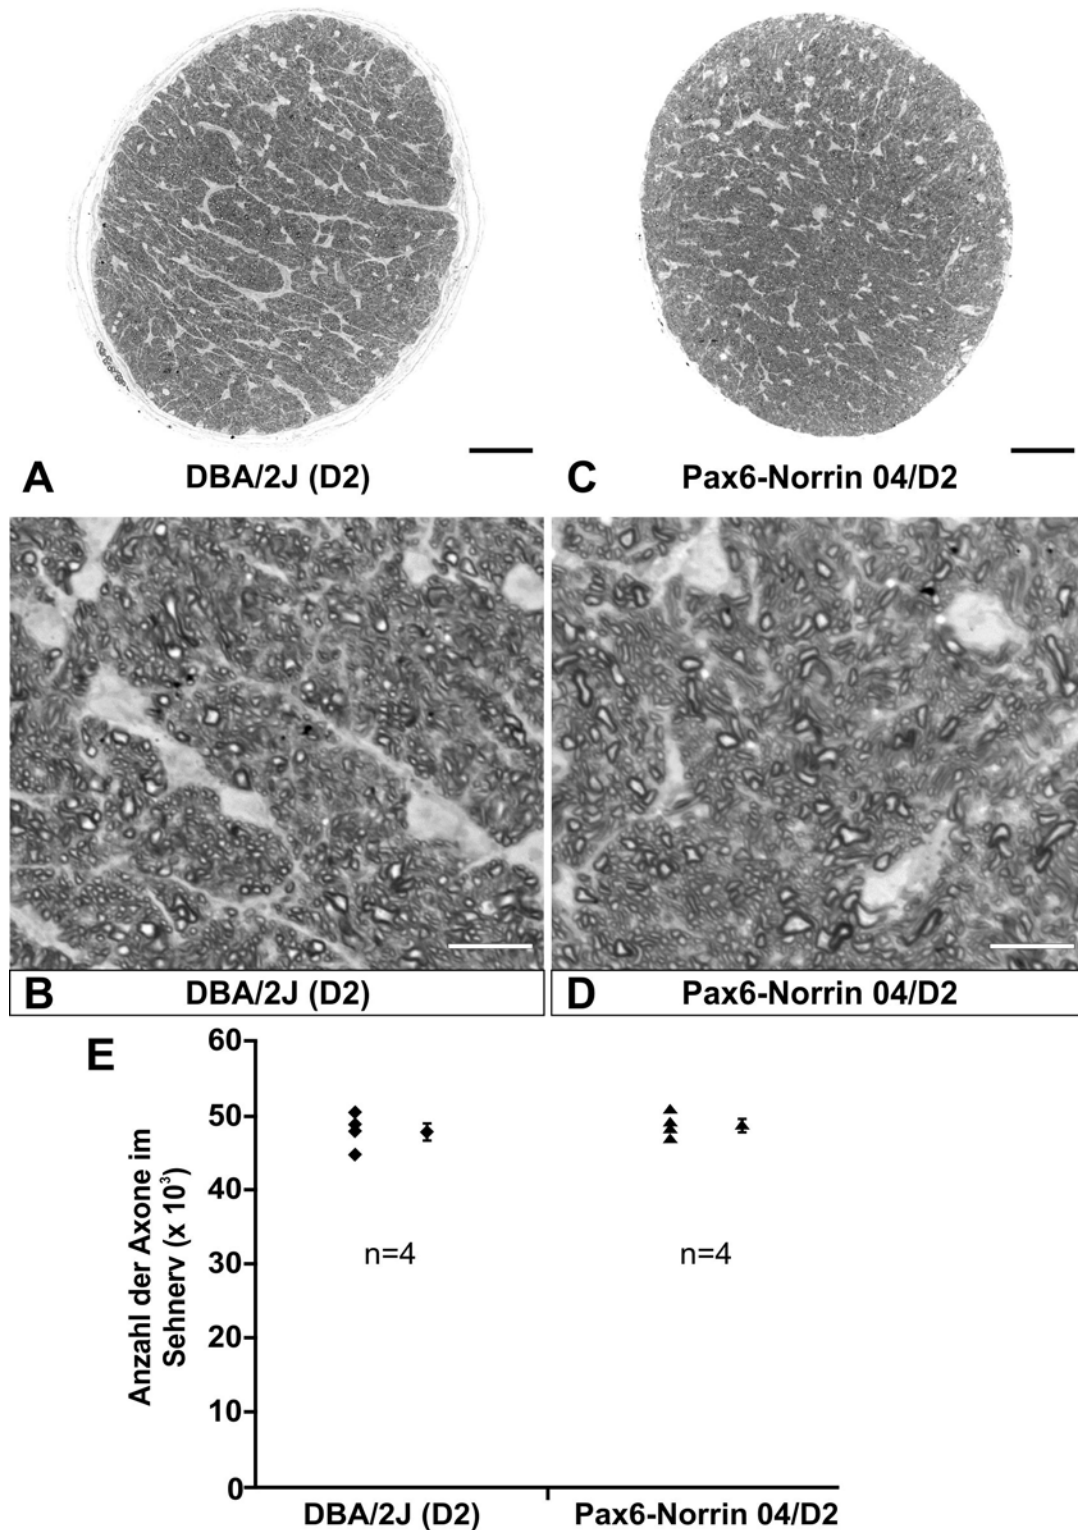 A DBA/2J (D2)
C Pax6-Norrin 04/D2
B DBA/2J (D2)
D Pax6-Norrin 04/D2
E
Anzahl der Axone im
Sehnerv (x 10³)
60
50
40
30
20
10
0
n=4
n=4
DBA/2J (D2)
Pax6-Norrin 04/D2